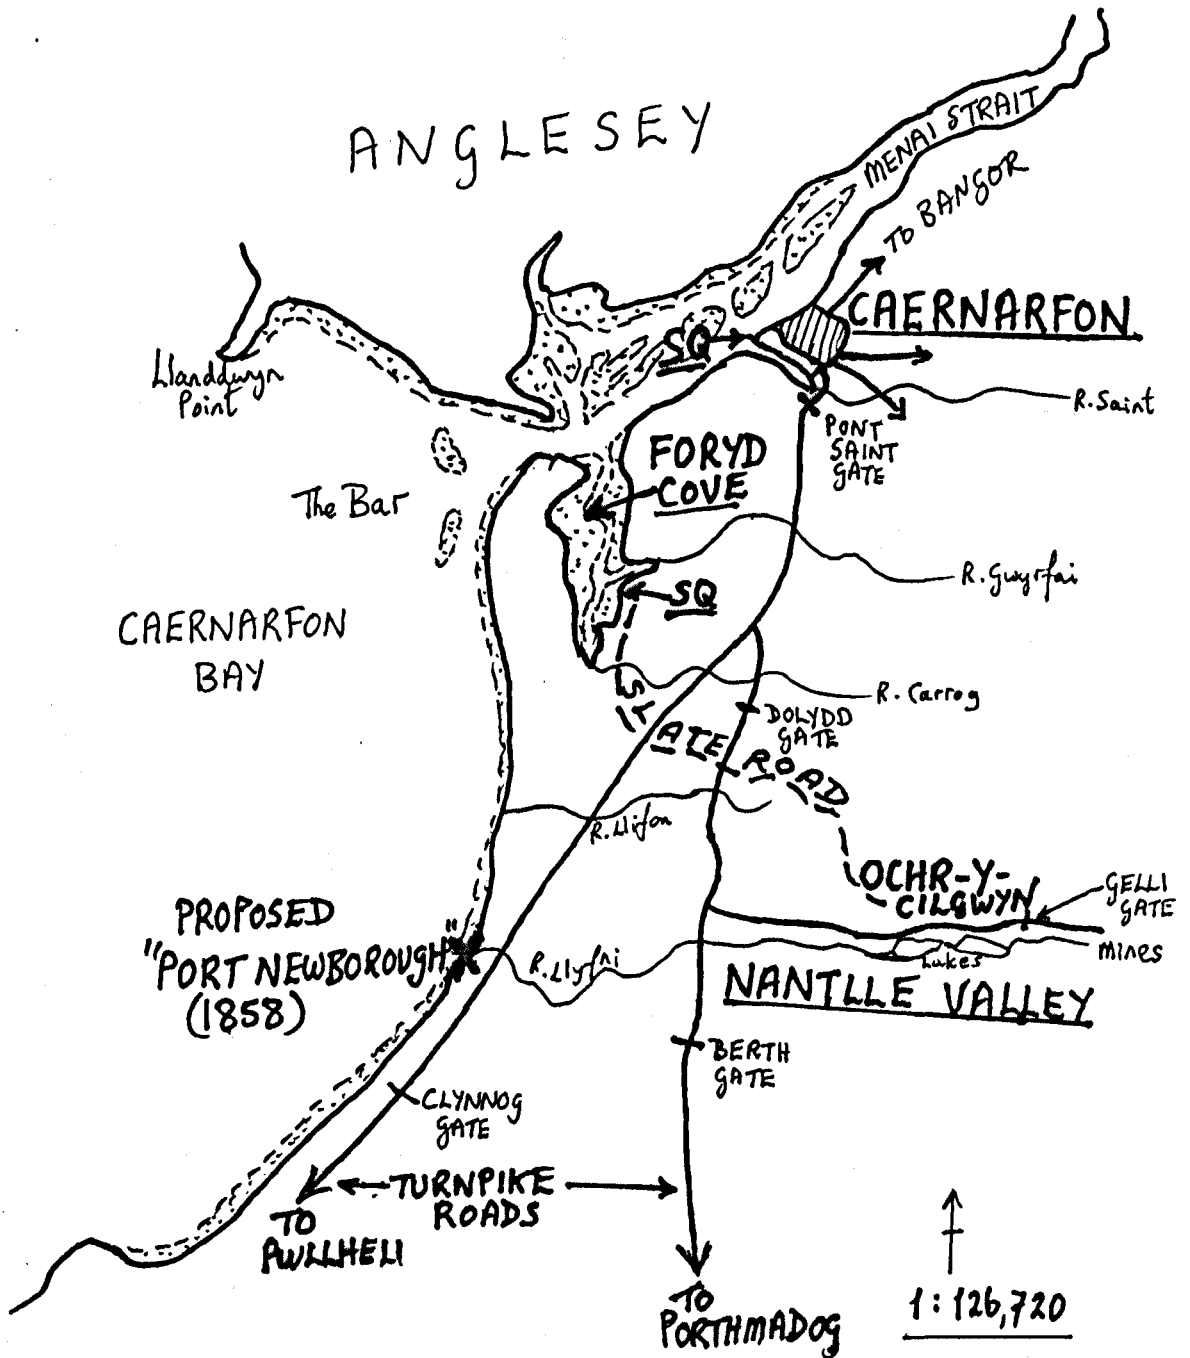 ANGLESEY
MENAI STRAIT
TO BANGOR
CAERNARFON
SQ
Llanddwyn
Point
R. Saint
PONT
SAINT
GATE
FORYD
COVE
The Bar
R. Gwyrfai
SQ
CAERNARFON
BAY
R. Carrog
SLATE ROAD
DOLYDD
GATE
R. Llifon
OCHR-Y-
CILGWYN
GELLI
GATE
PROPOSED
"PORT NEWBOROUGH"
(1858)
R. Llyfni
Lakes
Mines
NANTLLE VALLEY
BERTH
GATE
CLYNNOG
GATE
TURNPIKE
ROADS
TO
PWLLHELI
TO
PORTHMADOG
1:126,720